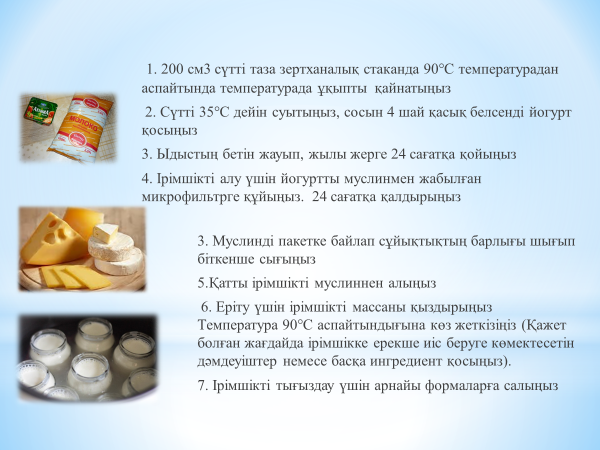 1. 200 см3 сүтті таза зертханалық стаканда 90℃ температурадан
аспайтында температурада ұқыпты қайнатыңыз
2. Сүтті 35℃ дейін суытыңыз, сосын 4 шай қасық белсенді йогурт
қосыңыз
3. Ыдыстың бетін жауып, жылы жерге 24 сағатқа қойыңыз
4. Ірімшікті алу үшін йогуртты муслинмен жабылған
микрофильтрге құйыңыз. 24 сағатқа қалдырыңыз
3. Муслинді пакетке байлап сұйықтықтың барлығы шығып
біткенше сығыңыз
5.Қатты ірімшікті муслиннен алыңыз
6. Еріту үшін ірімшікті массаны қыздырыңыз
Температура 90℃ аспайтындығына көз жеткізіңіз (Қажет
болған жағдайда ірімшікке ерекше иіс беруге көмектесетін
дәмдеуіштер немесе басқа ингредиент қосыңыз).
7. Ірімшікті тығыздау үшін арнайы формаларға салыңыз
МОЛОКО